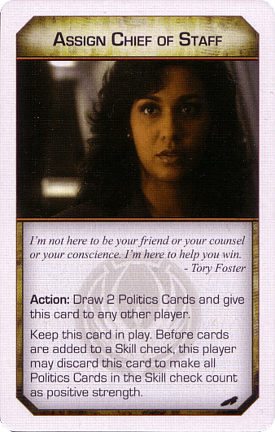 Assign Chief of Staff
I'm not here to be your friend or your counsel
or your conscience. I'm here to help you win.
- Tory Foster
Action: Draw 2 Politics Cards and give
this card to any other player.
Keep this card in play. Before cards
are added to a Skill check, this player
may discard this card to make all
Politics Cards in the Skill check count
as positive strength.